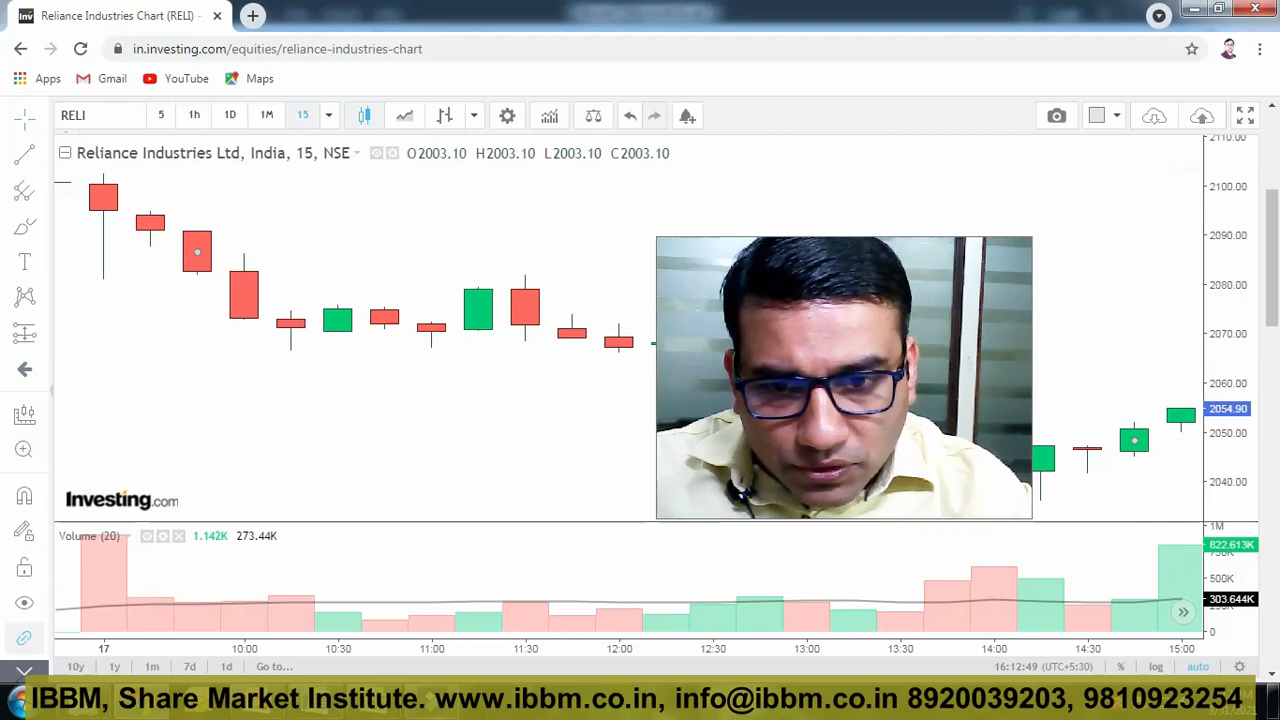 Reliance Industries Chart (RELI) -
in.investing.com/equities/reliance-industries-chart
Apps Gmail YouTube Maps
RELI 5 1h 1D 1M 15
Reliance Industries Ltd, India, 15, NSE O2003.10 H2003.10 L2003.10 C2003.10
2110.00
2100.00
2090.00
2080.00
2070.00
2060.00
2054.90
2050.00
2040.00
Investing.com
Volume (20) 1.142K 273.44K
1M
822.613K
500K
303.644K
0
17 10:00 10:30 11:00 11:30 12:00 12:30 13:00 13:30 14:00 14:30 15:00
10y 1y 1m 7d 1d Go to... 16:12:49 (UTC+5:30) % log auto
IBBM, Share Market Institute. www.ibbm.co.in, info@ibbm.co.in 8920039203, 9810923254